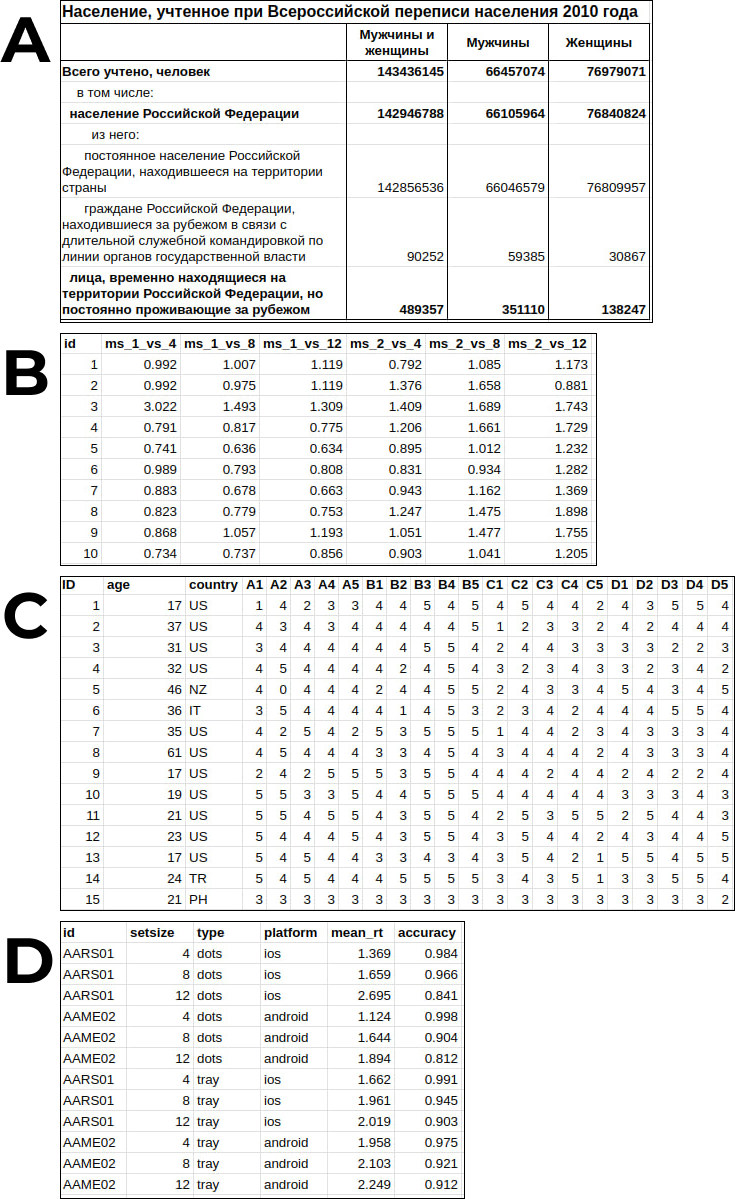 A
Население, учтенное при Всероссийской переписи населения 2010 года
Мужчины и женщины Мужчины Женщины
Всего учтено, человек 143436145 66457074 76979071
в том числе:
население Российской Федерации 142946788 66105964 76840824
из него:
постоянное население Российской
Федерации, находившееся на территории
страны 142856536 66046579 76809957
граждане Российской Федерации,
находившиеся за рубежом в связи с
длительной служебной командировкой по
линии органов государственной власти 90252 59385 30867
лица, временно находящиеся на
территории Российской Федерации, но
постоянно проживающие за рубежом 489357 351110 138247
B
id ms_1_vs_4 ms_1_vs_8 ms_1_vs_12 ms_2_vs_4 ms_2_vs_8 ms_2_vs_12
1 0.992 1.007 1.119 0.792 1.085 1.173
2 0.992 0.975 1.119 1.376 1.658 0.881
3 3.022 1.493 1.309 1.409 1.689 1.743
4 0.791 0.817 0.775 1.206 1.661 1.729
5 0.741 0.636 0.634 0.895 1.012 1.232
6 0.989 0.793 0.808 0.831 0.934 1.282
7 0.883 0.678 0.663 0.943 1.162 1.369
8 0.823 0.779 0.753 1.247 1.475 1.898
9 0.868 1.057 1.193 1.051 1.477 1.755
10 0.734 0.737 0.856 0.903 1.041 1.205
C
ID age country A1 A2 A3 A4 A5 B1 B2 B3 B4 B5 C1 C2 C3 C4 C5 D1 D2 D3 D4 D5
1 17 US 1 4 2 3 3 4 4 5 4 5 4 5 4 4 2 4 3 5 5 4
2 37 US 4 3 4 3 4 4 4 4 4 5 1 2 3 3 2 4 2 4 4 4
3 31 US 3 4 4 4 4 4 4 5 5 4 2 4 4 3 3 3 3 2 2 3
4 32 US 4 5 4 4 4 4 2 4 5 4 3 2 3 4 3 3 2 3 4 2
5 46 NZ 4 0 4 4 4 2 4 4 5 5 2 4 3 3 4 5 4 3 4 5
6 36 IT 3 5 4 4 4 4 1 4 5 3 2 3 4 2 4 4 4 5 5 4
7 35 US 4 2 5 4 2 5 3 5 5 5 1 4 4 2 3 4 3 3 3 4
8 61 US 4 5 4 4 4 3 3 4 5 4 3 4 4 4 2 4 3 3 3 4
9 17 US 2 4 2 5 5 5 3 5 5 4 4 4 2 4 4 2 4 2 2 4
10 19 US 5 5 3 3 5 4 4 5 5 5 4 4 4 4 4 3 3 3 4 3
11 21 US 5 5 4 5 5 4 3 5 5 4 2 5 3 5 5 2 5 4 4 3
12 23 US 5 4 4 4 5 4 3 5 5 4 3 5 4 4 2 4 3 4 4 5
13 17 US 5 4 5 4 4 3 3 4 3 4 3 5 4 2 1 5 5 4 5 5
14 24 TR 5 4 5 4 4 4 5 5 5 5 3 4 3 5 1 3 3 5 5 4
15 21 PH 3 3 3 3 3 3 3 3 3 3 3 3 3 3 3 3 3 3 3 2
D
id setsize type platform mean_rt accuracy
AARS01 4 dots ios 1.369 0.984
AARS01 8 dots ios 1.659 0.966
AARS01 12 dots ios 2.695 0.841
AAME02 4 dots android 1.124 0.998
AAME02 8 dots android 1.644 0.904
AAME02 12 dots android 1.894 0.812
AARS01 4 tray ios 1.662 0.991
AARS01 8 tray ios 1.961 0.945
AARS01 12 tray ios 2.019 0.903
AAME02 4 tray android 1.958 0.975
AAME02 8 tray android 2.103 0.921
AAME02 12 tray android 2.249 0.912